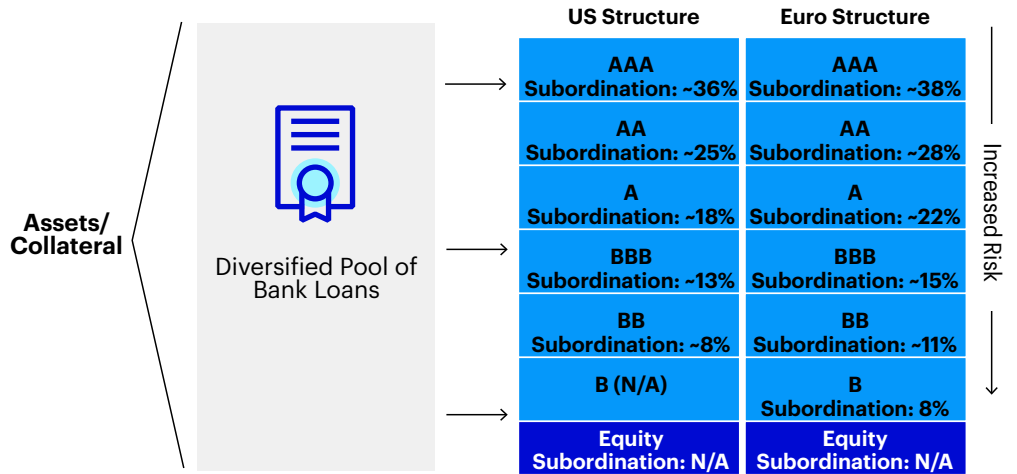 US Structure
Euro Structure
Assets/
Collateral
Diversified Pool of
Bank Loans
AAA
Subordination: ~36%
AAA
Subordination: ~38%
AA
Subordination: ~25%
AA
Subordination: ~28%
A
Subordination: ~18%
A
Subordination: ~22%
BBB
Subordination: ~13%
BBB
Subordination: ~15%
BB
Subordination: ~8%
BB
Subordination: ~11%
B (N/A)
B
Subordination: 8%
Equity
Subordination: N/A
Equity
Subordination: N/A
Increased Risk